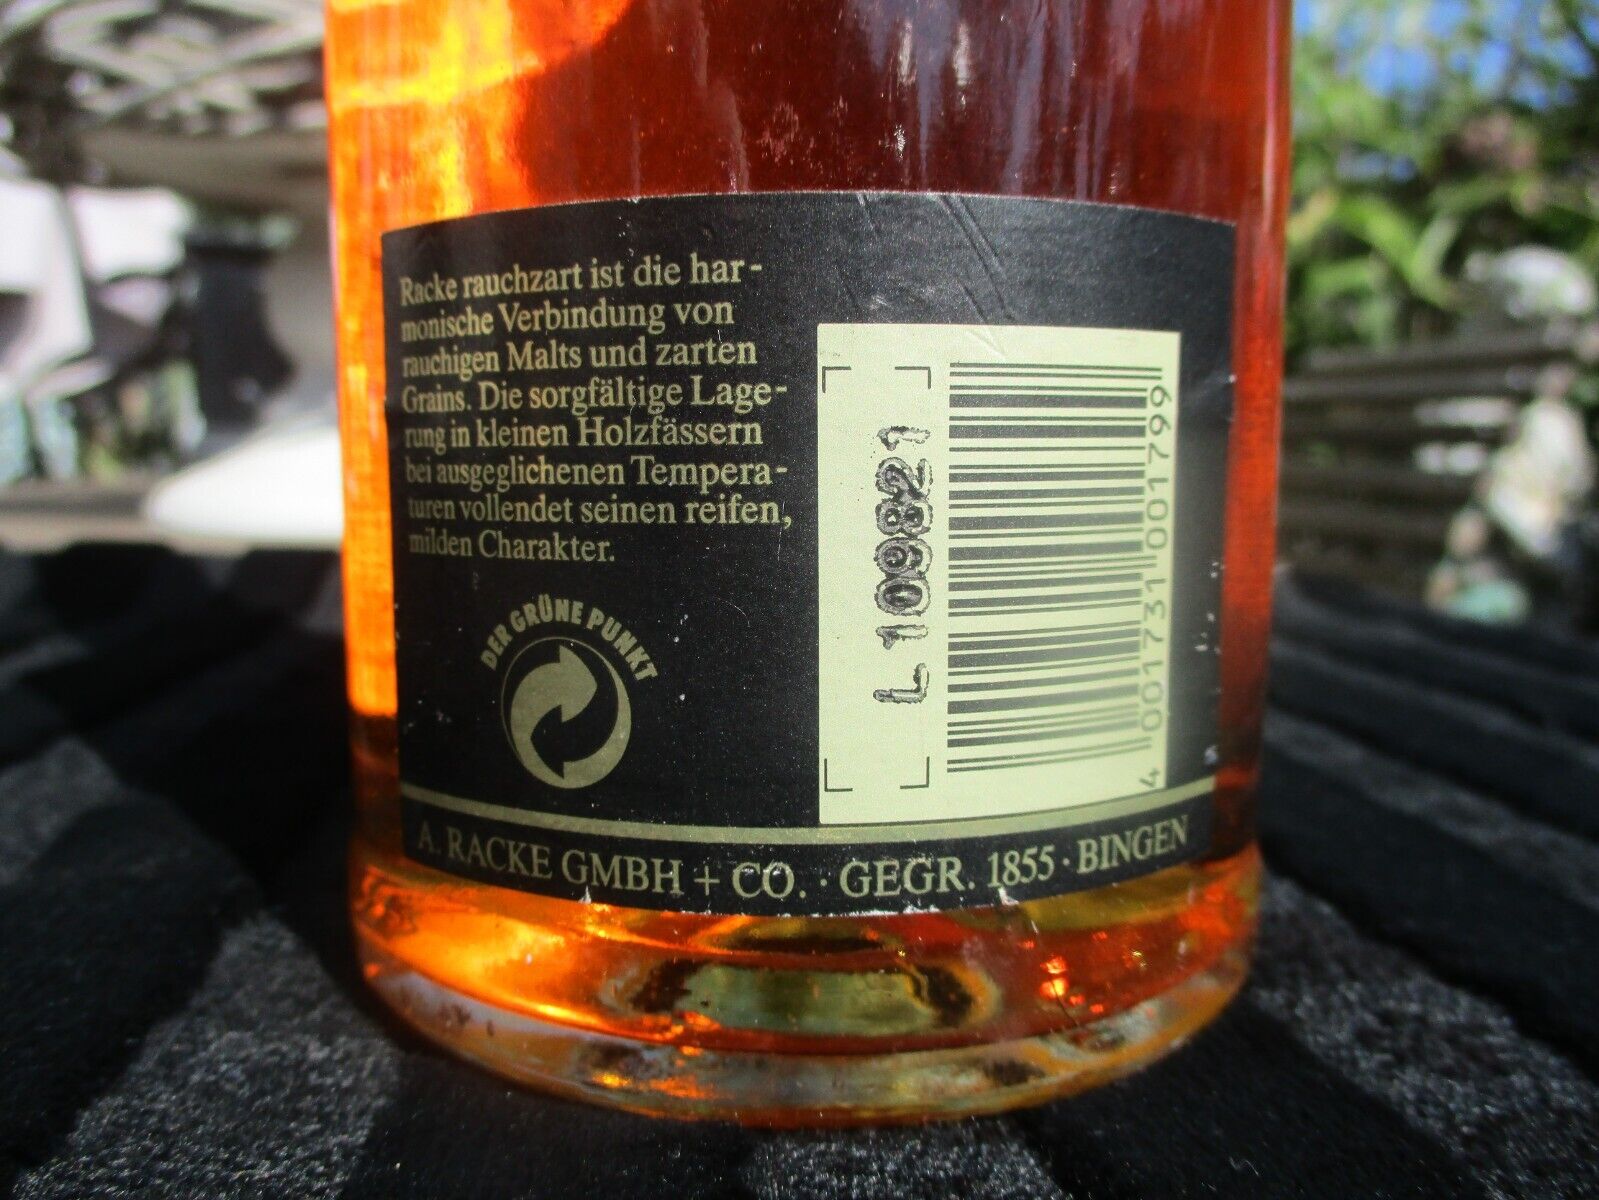 Racke rauchzart ist die har-
monische Verbindung von
rauchigen Malts und zarten
Grains. Die sorgfältige Lage-
rung in kleinen Holzfässern
bei ausgeglichenen Tempera-
turen vollendet seinen reifen,
milden Charakter.
DER GRÜNE PUNKT
L 109821
4 001731 001799
A. RACKE GMBH + CO. · GEGR. 1855 · BINGEN